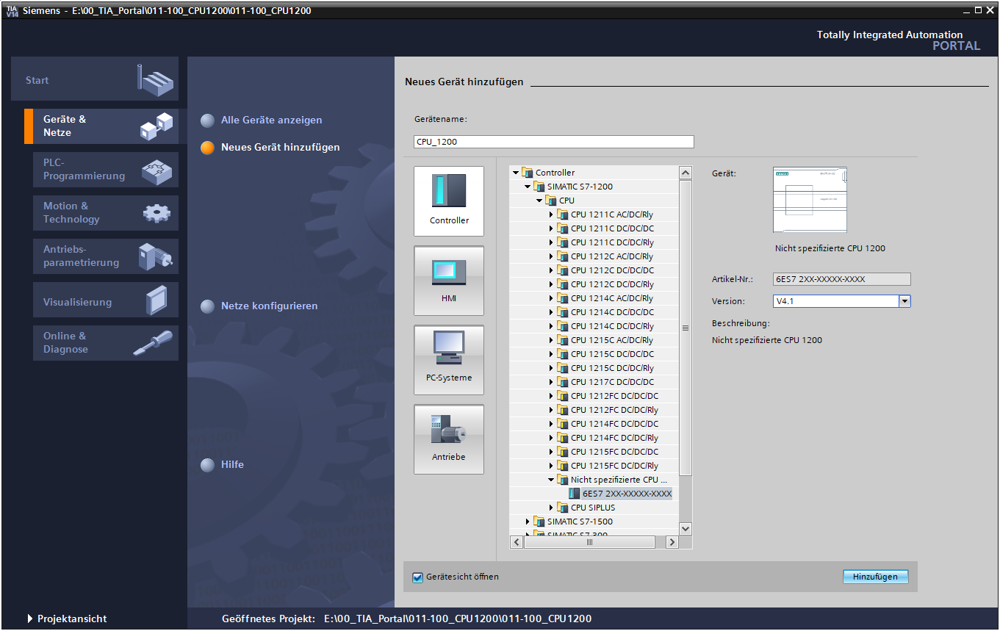 TIA
V14
Siemens - E:\00_TIA_Portal\011-100_CPU1200\011-100_CPU1200
Totally Integrated Automation
PORTAL
Start
Geräte &
Netze
PLC-
Programmierung
Motion &
Technology
Antriebs-
parametrierung
Visualisierung
Online &
Diagnose
Projektansicht
Alle Geräte anzeigen
Neues Gerät hinzufügen
Netze konfigurieren
Hilfe
Neues Gerät hinzufügen
Gerätename:
CPU_1200
Controller
HMI
PC-Systeme
Antriebe
Controller
SIMATIC S7-1200
CPU
CPU 1211C AC/DC/Rly
CPU 1211C DC/DC/DC
CPU 1211C DC/DC/Rly
CPU 1212C AC/DC/Rly
CPU 1212C DC/DC/DC
CPU 1212C DC/DC/Rly
CPU 1214C AC/DC/Rly
CPU 1214C DC/DC/DC
CPU 1214C DC/DC/Rly
CPU 1215C AC/DC/Rly
CPU 1215C DC/DC/DC
CPU 1215C DC/DC/Rly
CPU 1217C DC/DC/DC
CPU 1212FC DC/DC/DC
CPU 1212FC DC/DC/Rly
CPU 1214FC DC/DC/DC
CPU 1214FC DC/DC/Rly
CPU 1215FC DC/DC/DC
CPU 1215FC DC/DC/Rly
Nicht spezifizierte CPU ...
6ES7 2XX-XXXXX-XXXX
CPU SIPLUS
SIMATIC S7-1500
SIMATIC S7-300
Gerät:
Nicht spezifizierte CPU 1200
Artikel-Nr.:
6ES7 2XX-XXXXX-XXXX
Version:
V4.1
Beschreibung:
Nicht spezifizierte CPU 1200
Gerätesicht öffnen
Hinzufügen
Geöffnetes Projekt: E:\00_TIA_Portal\011-100_CPU1200\011-100_CPU1200